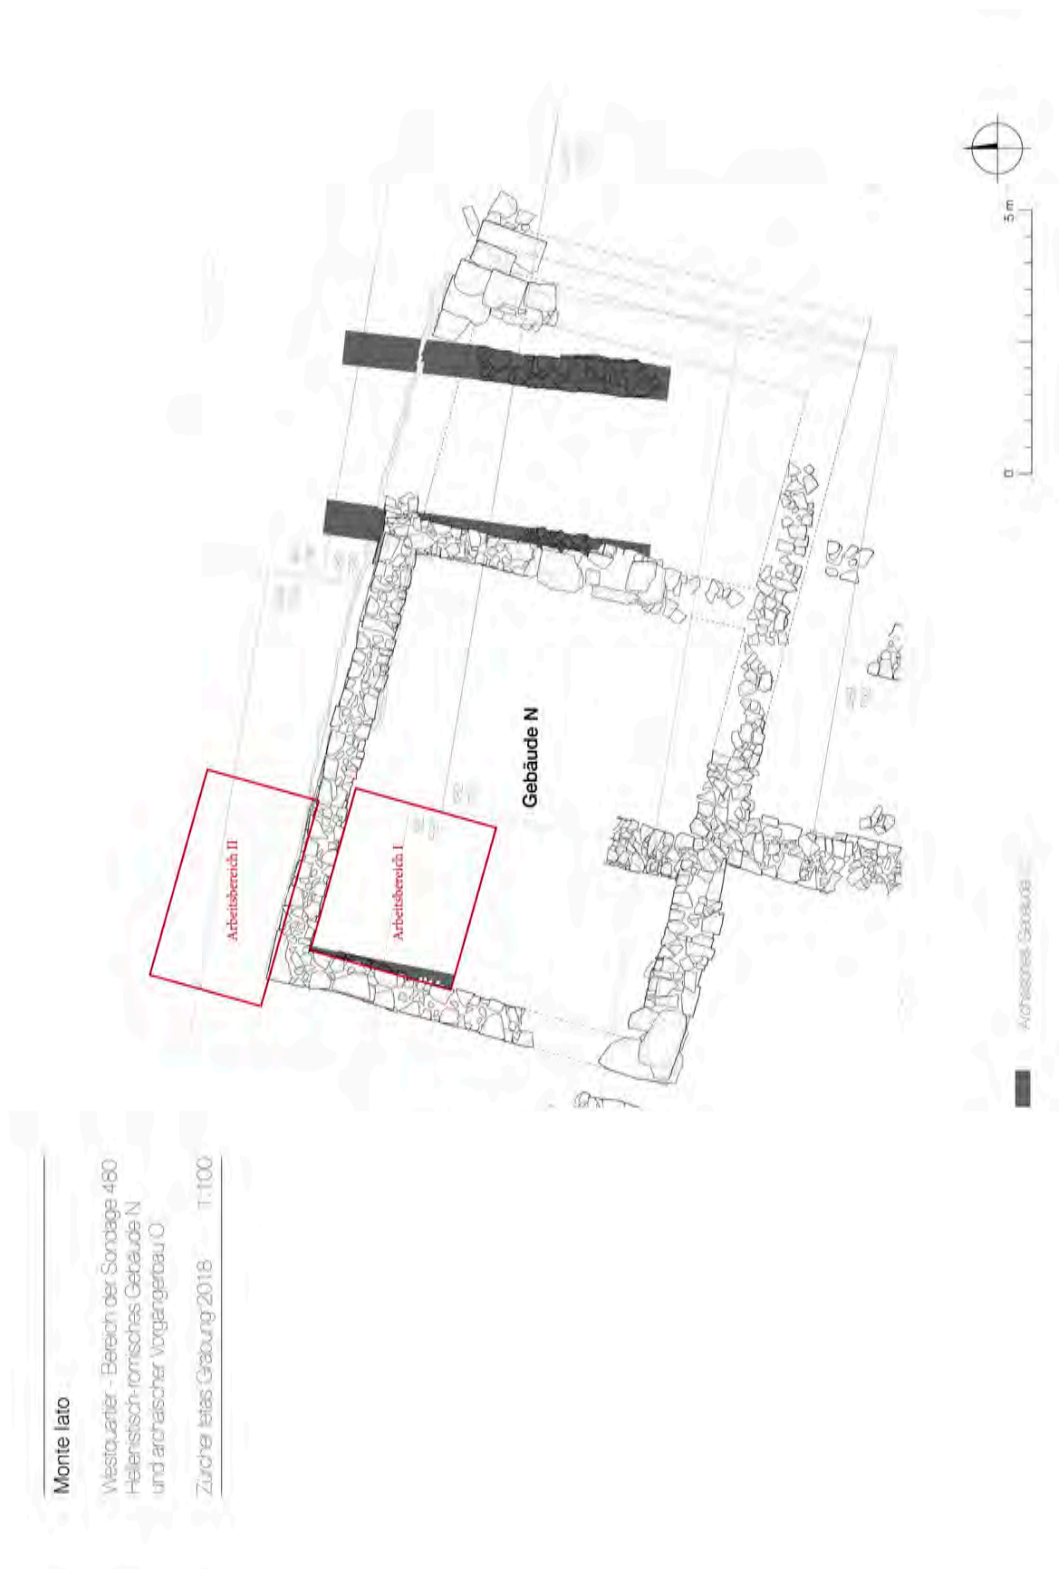 Monte Iato
Westquartier - Bereich der Sondage 480
Hellenistisch-römisches Gebäude N
und archaischer Vorgängerbau O
Zürcher Ietas Grabung 2018 1:100
Arbeitsbereich II
Arbeitsbereich I
Gebäude N
0
5 m
Archaisches Gebäude